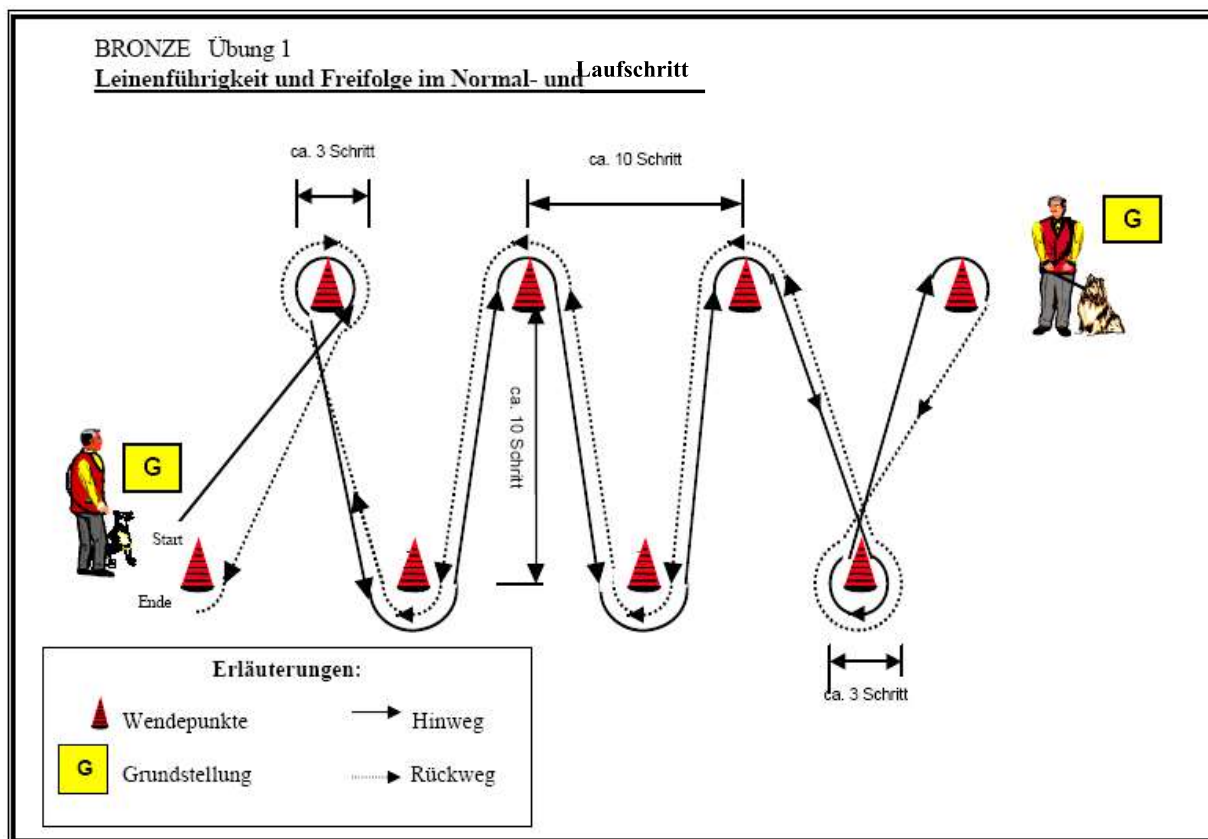 BRONZE Übung 1
Leinenführigkeit und Freifolge im Normal- und Laufschritt
ca. 3 Schritt
ca. 10 Schritt
G
ca. 10 Schritt
G
Start
Ende
ca. 3 Schritt
Erläuterungen:
Wendepunkte
Hinweg
G
Grundstellung
Rückweg